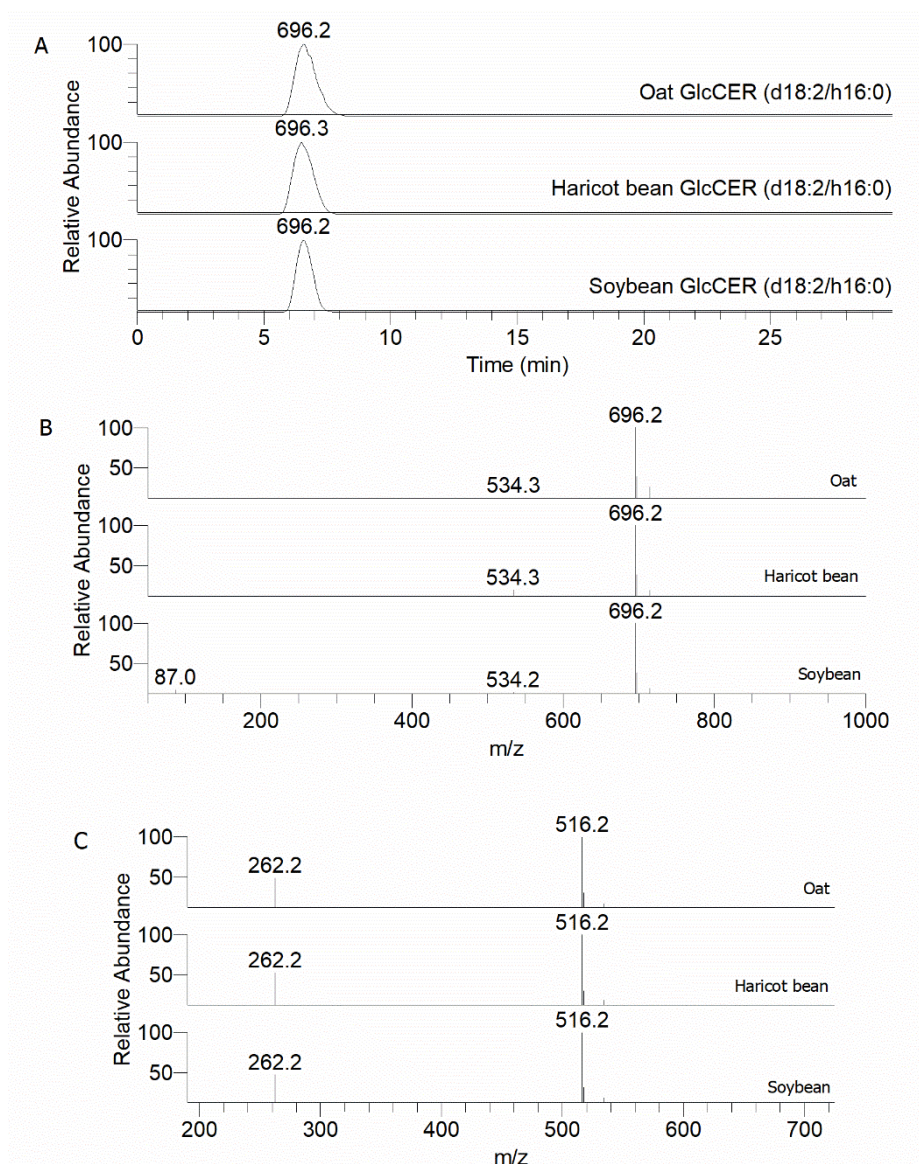 A
Relative Abundance
696.2
100
Oat GlcCER (d18:2/h16:0)
696.3
100
Haricot bean GlcCER (d18:2/h16:0)
696.2
100
Soybean GlcCER (d18:2/h16:0)
0 5 10 15 20 25
Time (min)
B
Relative Abundance
696.2
100
50
534.3
Oat
696.2
100
50
534.3
Haricot bean
696.2
100
50
87.0
534.2
Soybean
200 400 600 800 1000
m/z
C
Relative Abundance
516.2
100
262.2
50
Oat
516.2
100
262.2
50
Haricot bean
516.2
100
262.2
50
Soybean
200 300 400 500 600 700
m/z